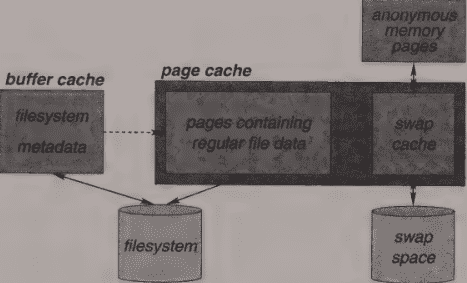 anonymous
memory
pages
buffer cache
page cache
filesystem
metadata
pages containing
regular file data
swap
cache
filesystem
swap
space